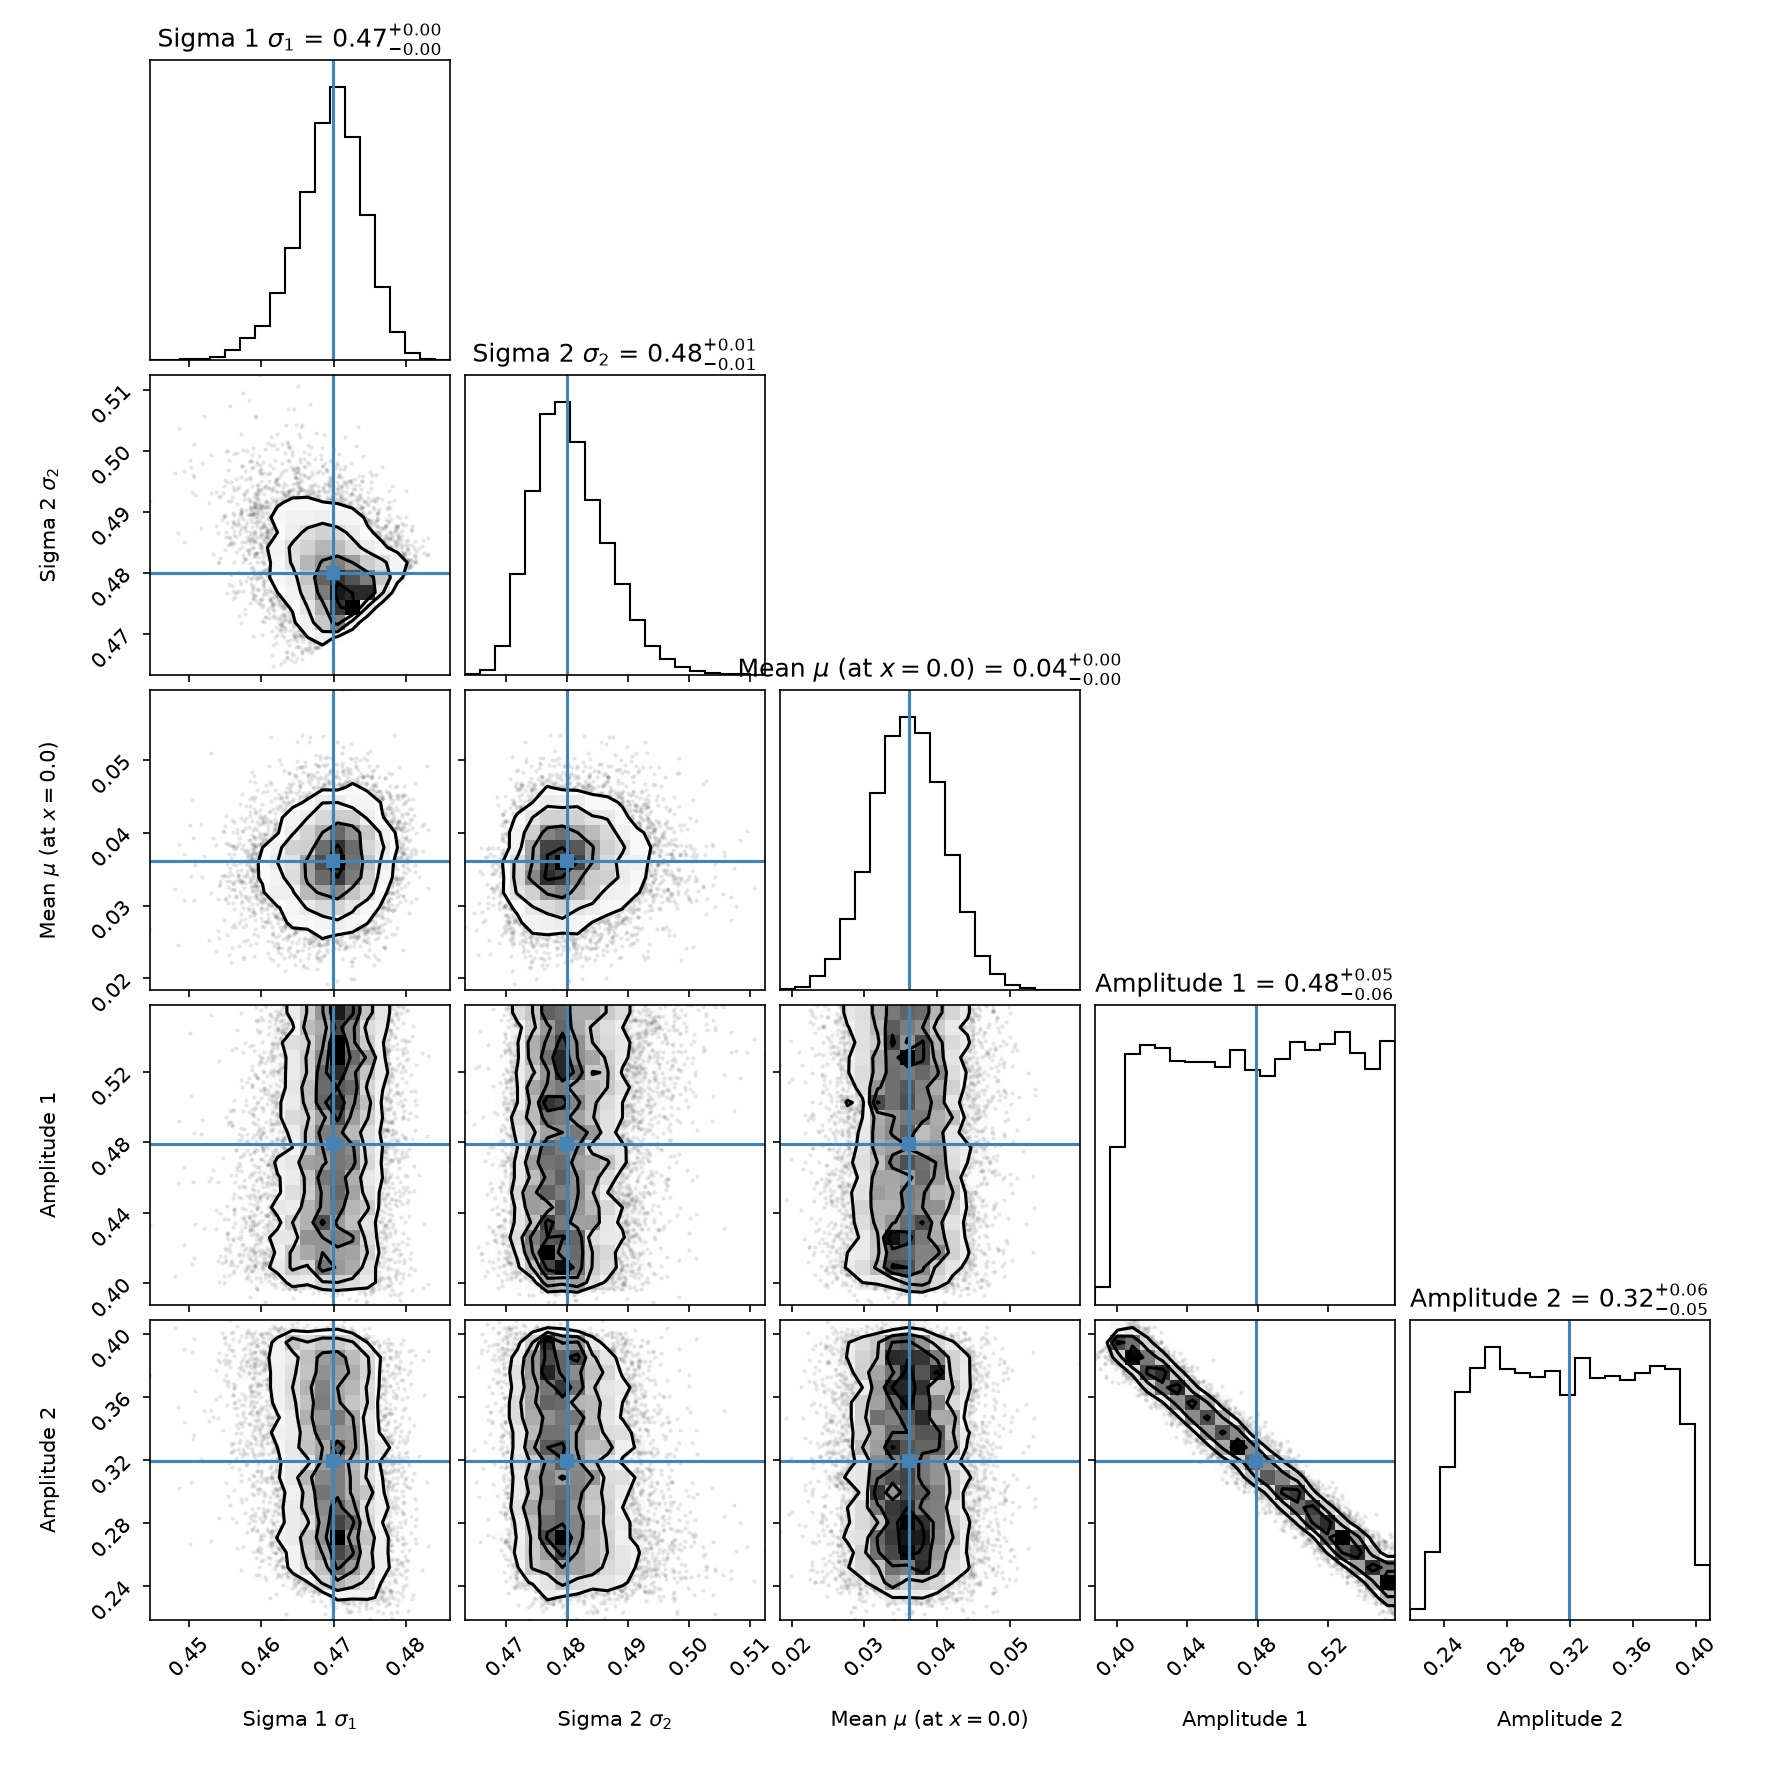 Sigma 1 σ₁ = 0.47+0.00 −0.00
Sigma 2 σ₂ = 0.48+0.01 −0.01
0.51
0.50
0.49
0.48
0.47
Sigma 2 σ₂
Mean μ (at x = 0.0) = 0.04+0.00 −0.00
0.05
0.04
0.03
0.02
Mean μ (at x = 0.0)
Amplitude 1 = 0.48+0.05 −0.06
0.52
0.48
0.44
0.40
Amplitude 1
Amplitude 2 = 0.32+0.06 −0.05
0.40
0.36
0.32
0.28
0.24
Amplitude 2
0.45 0.46 0.47 0.48
0.47 0.48 0.49 0.50 0.51
0.02 0.03 0.04 0.05
0.40 0.44 0.48 0.52
0.24 0.28 0.32 0.36 0.40
Sigma 1 σ₁
Sigma 2 σ₂
Mean μ (at x = 0.0)
Amplitude 1
Amplitude 2